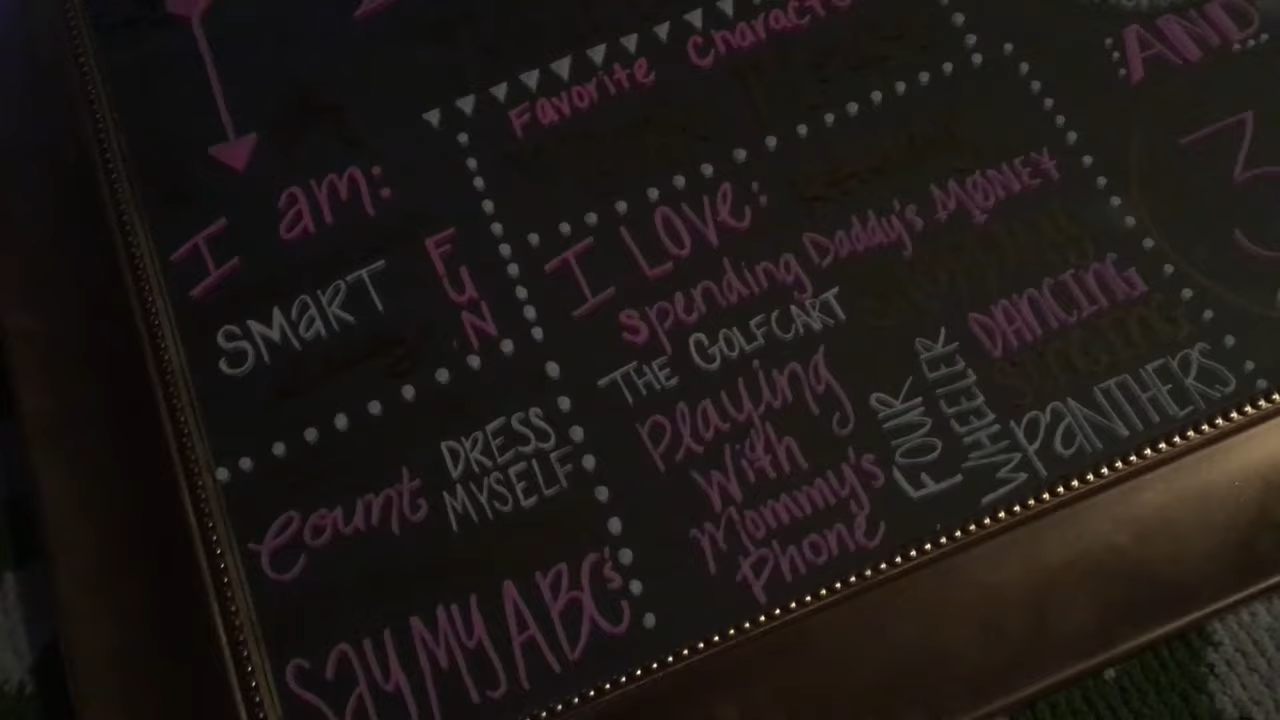 Favorite
AND
3
I am:
SMART
FUN
I LOVE:
Spending Daddy's MONEY
THE GOLFCART
Playing
With
Mommy's
Phone
FOUR
WHEELER
DANCING
PANTHERS
count
DRESS
MYSELF
SAY MY ABC's